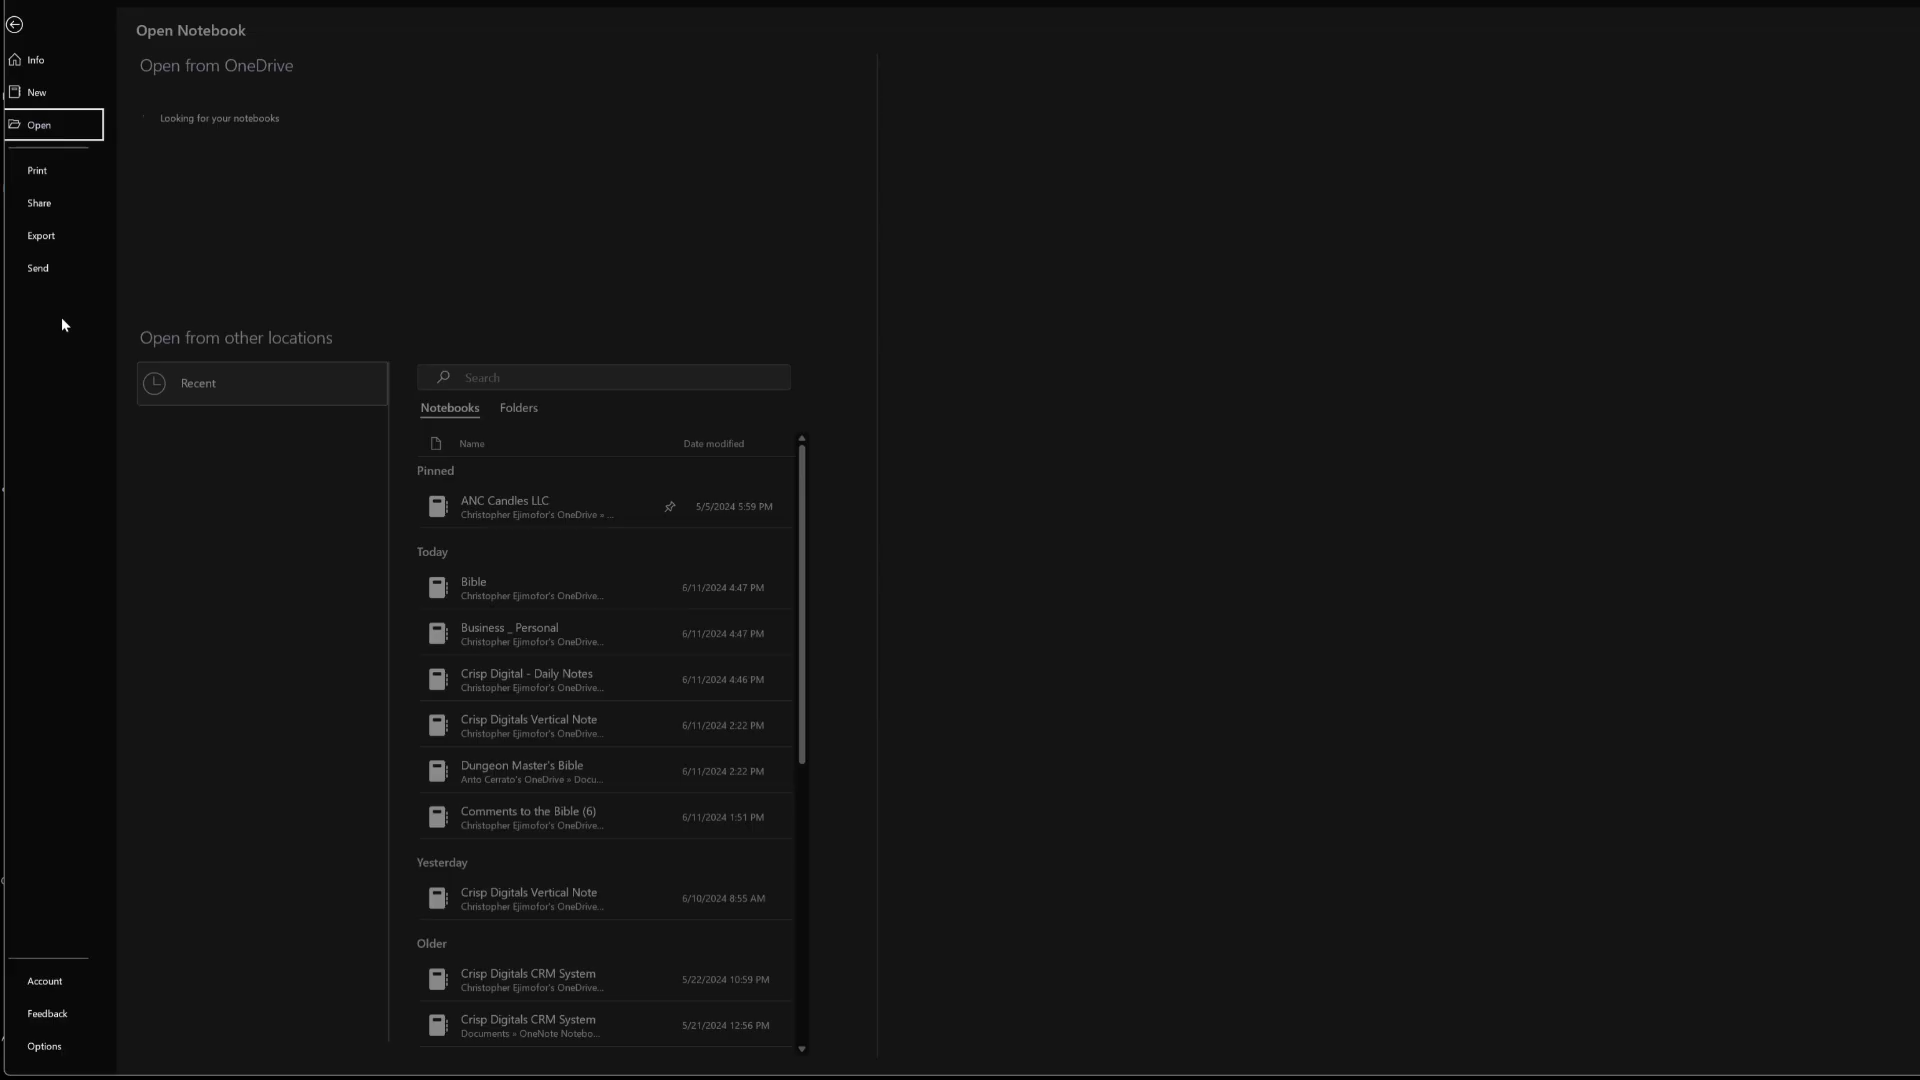 Open Notebook
Info
New
Open
Print
Share
Export
Send
Account
Feedback
Options
Open from OneDrive
Looking for your notebooks
Open from other locations
Recent
Search
Notebooks Folders
Name Date modified
Pinned
ANC Candles LLC
Christopher Ejimofor's OneDrive » ...
5/5/2024 5:59 PM
Today
Bible
Christopher Ejimofor's OneDrive...
6/11/2024 4:47 PM
Business _ Personal
Christopher Ejimofor's OneDrive...
6/11/2024 4:47 PM
Crisp Digital - Daily Notes
Christopher Ejimofor's OneDrive...
6/11/2024 4:46 PM
Crisp Digitals Vertical Note
Christopher Ejimofor's OneDrive...
6/11/2024 2:22 PM
Dungeon Master's Bible
Anto Cerrato's OneDrive » Docu...
6/11/2024 2:22 PM
Comments to the Bible (6)
Christopher Ejimofor's OneDrive...
6/11/2024 1:51 PM
Yesterday
Crisp Digitals Vertical Note
Christopher Ejimofor's OneDrive...
6/10/2024 8:55 AM
Older
Crisp Digitals CRM System
Christopher Ejimofor's OneDrive...
5/22/2024 10:59 PM
Crisp Digitals CRM System
Documents » OneNote Notebo...
5/21/2024 12:56 PM